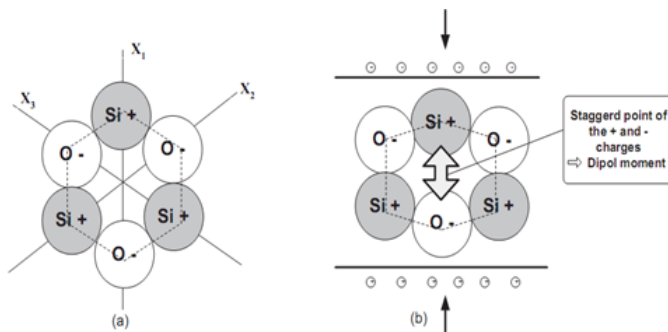 X₁
X₃
X₂
Si +
O -
O -
Si +
Si +
O -
(a)
Si +
O -
O -
Si +
Si +
O -
(b)
Staggerd point of
the + and -
charges
⇨ Dipol moment